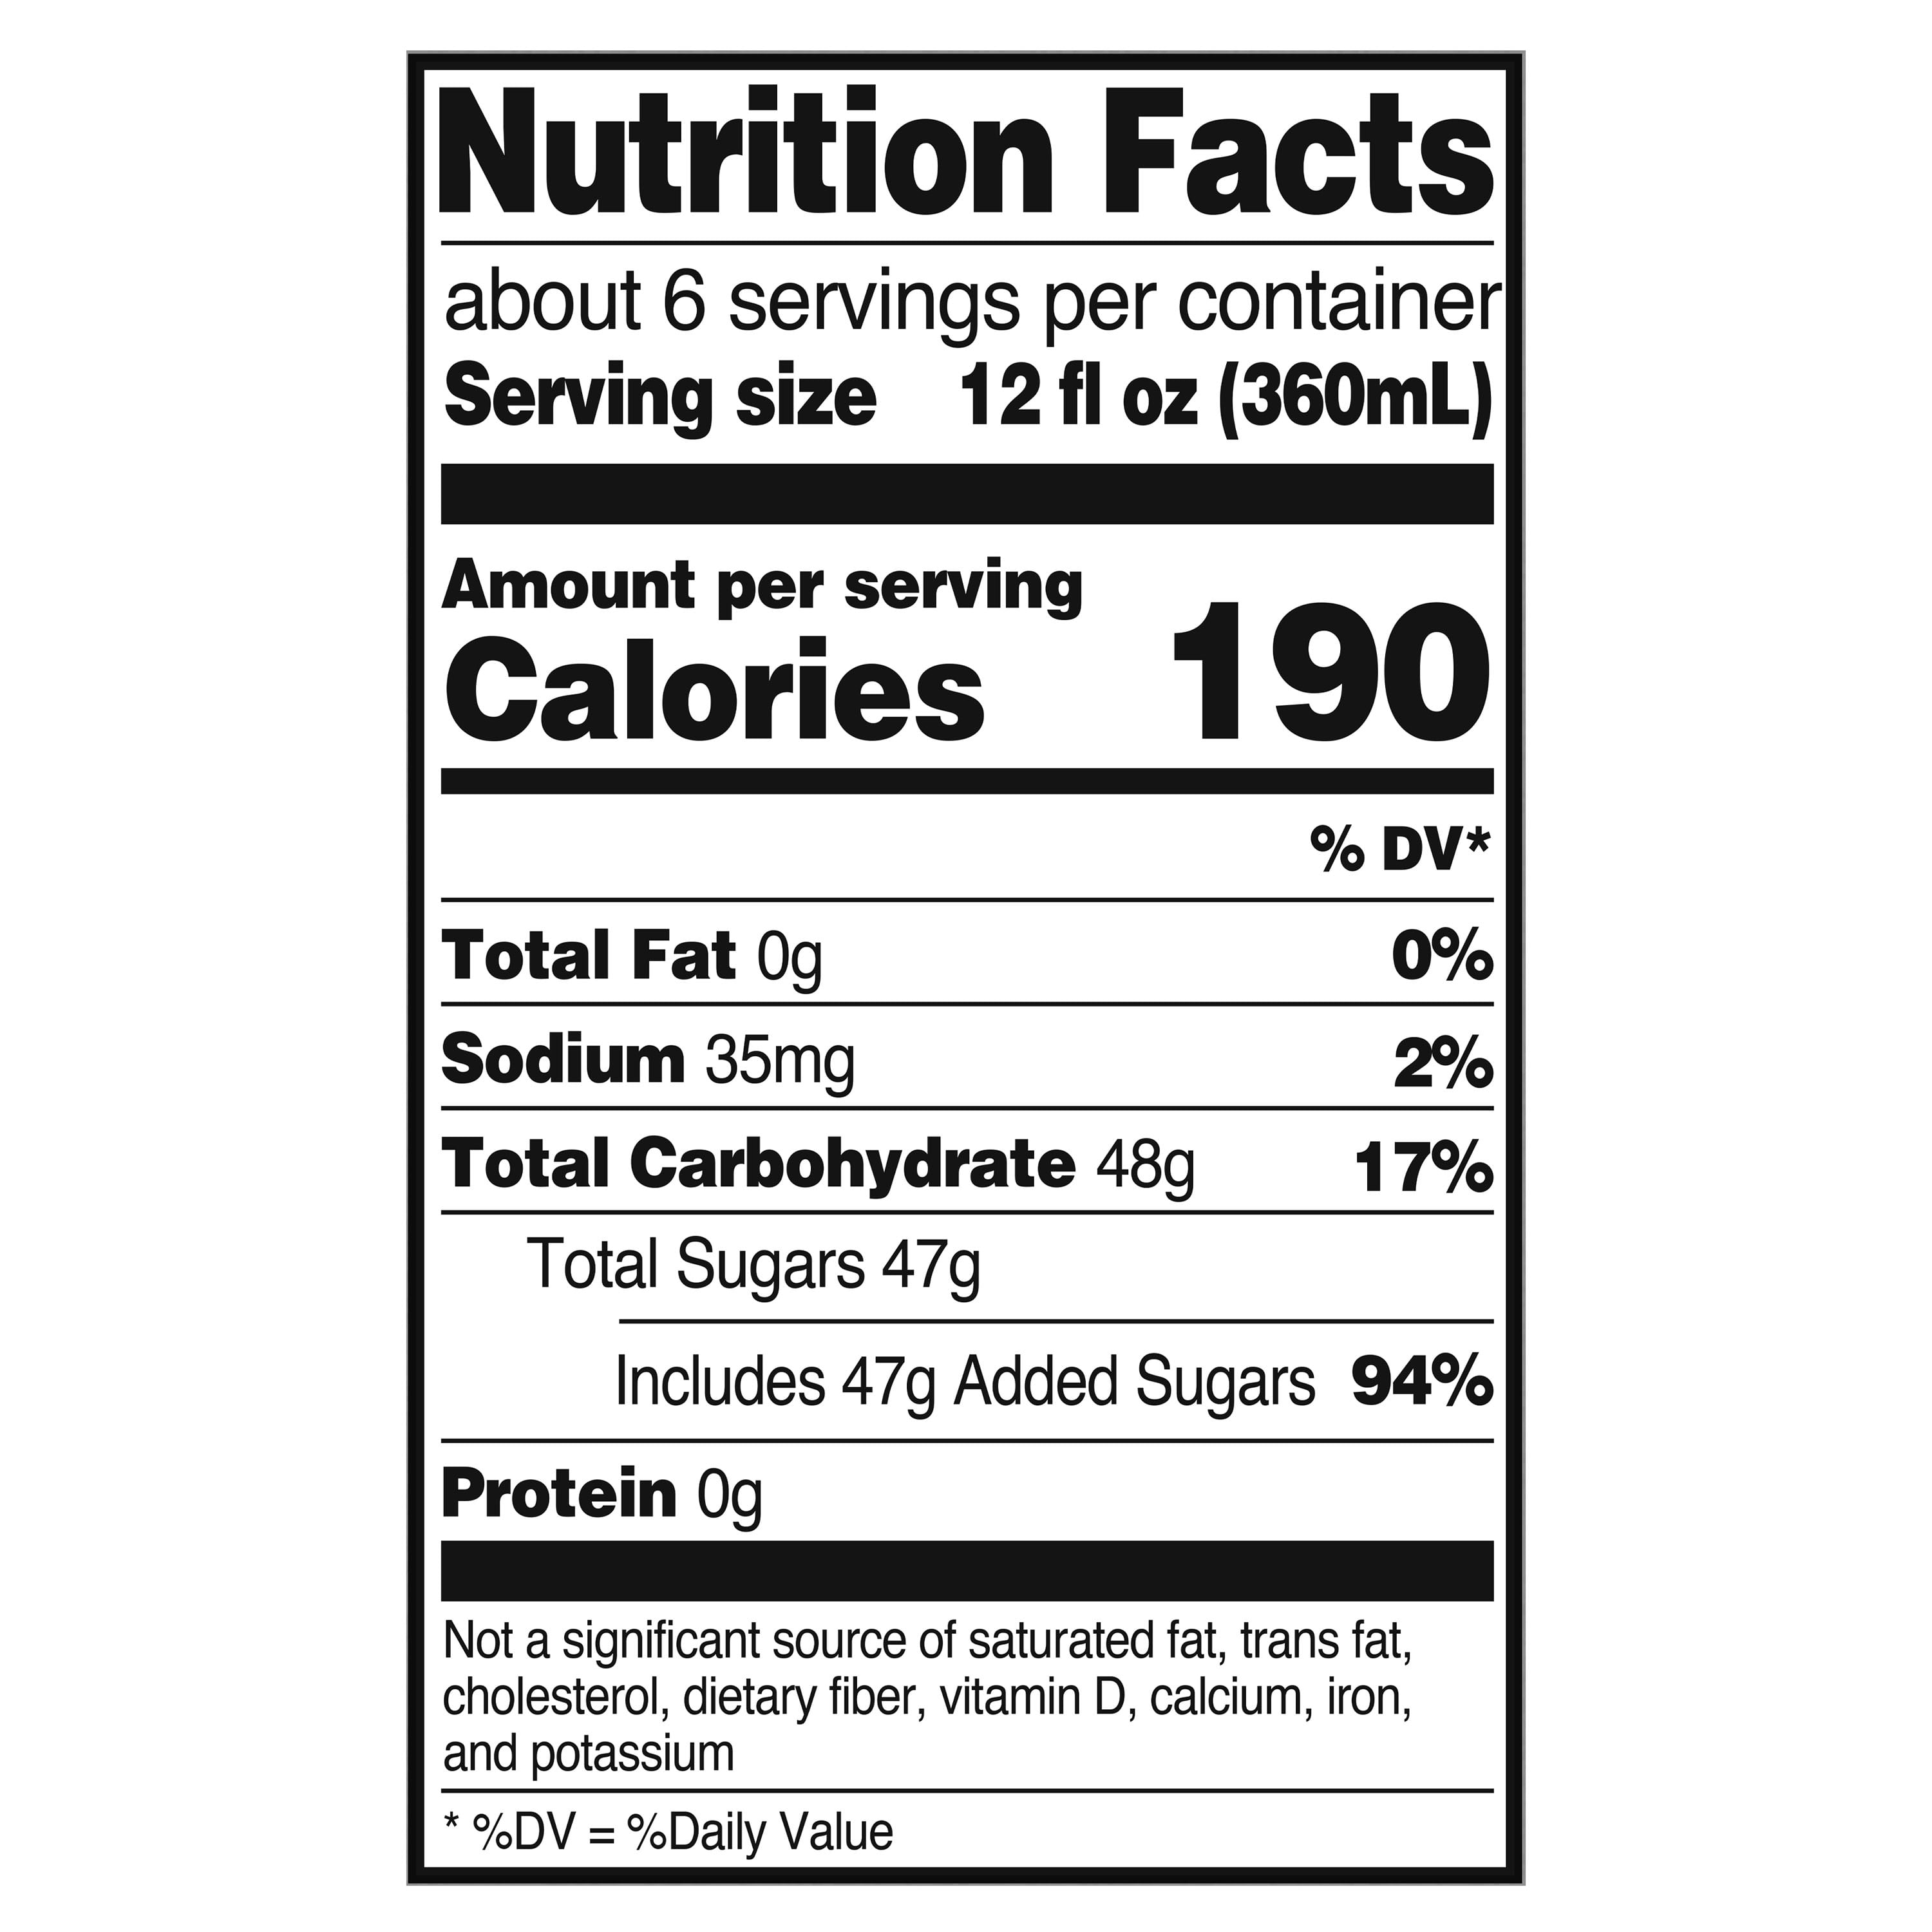 Nutrition Facts
about 6 servings per container
Serving size 12 fl oz (360mL)
Amount per serving
Calories 190
% DV*
Total Fat 0g 0%
Sodium 35mg 2%
Total Carbohydrate 48g 17%
Total Sugars 47g
Includes 47g Added Sugars 94%
Protein 0g
Not a significant source of saturated fat, trans fat,
cholesterol, dietary fiber, vitamin D, calcium, iron,
and potassium
* %DV = %Daily Value